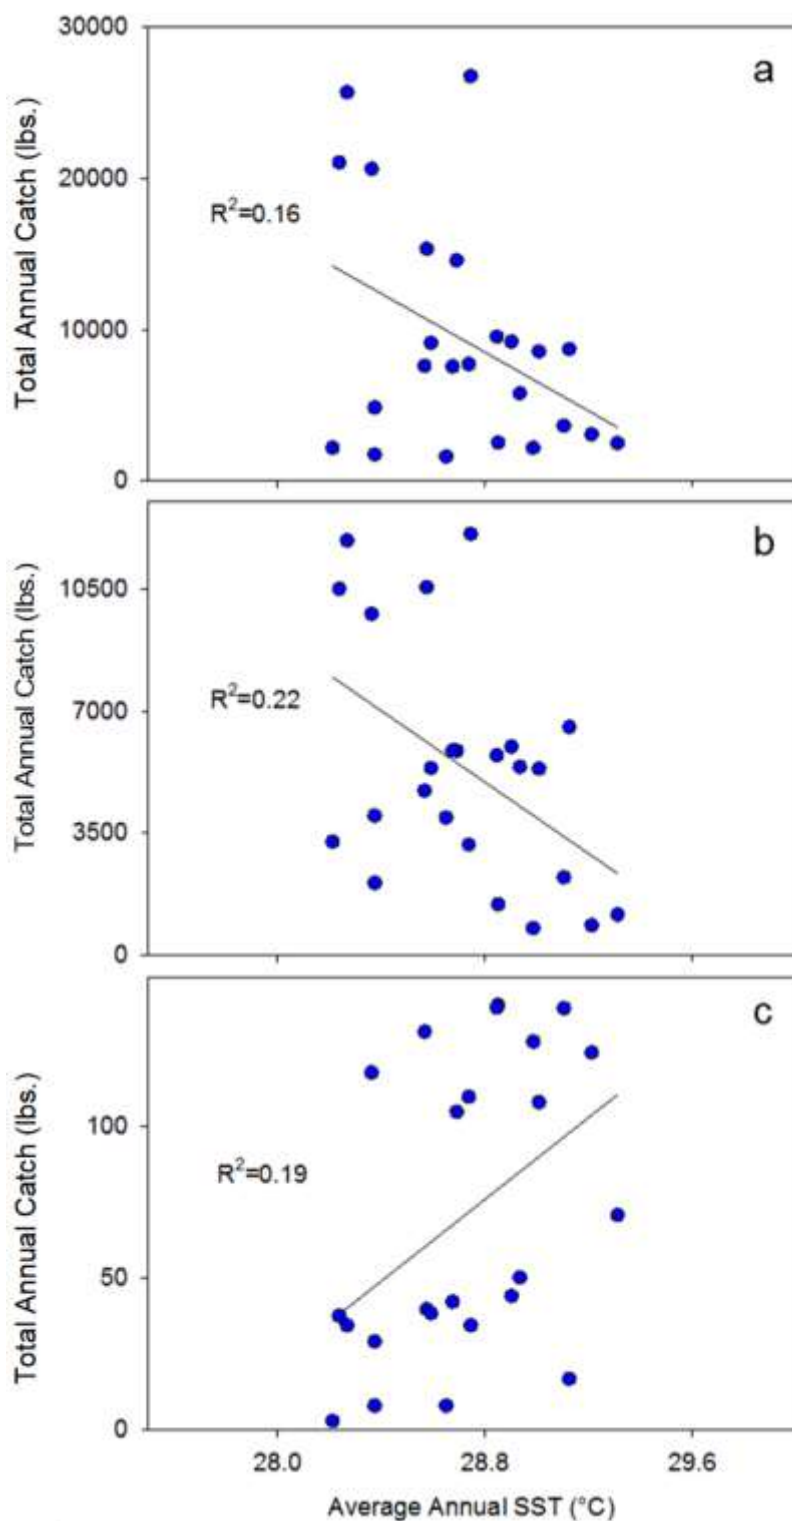 30000
a
20000
R²=0.16
10000
0
Total Annual Catch (lbs.)
b
10500
R²=0.22
7000
3500
0
Total Annual Catch (lbs.)
c
100
R²=0.19
50
0
Total Annual Catch (lbs.)
28.0 28.8 29.6
Average Annual SST (°C)